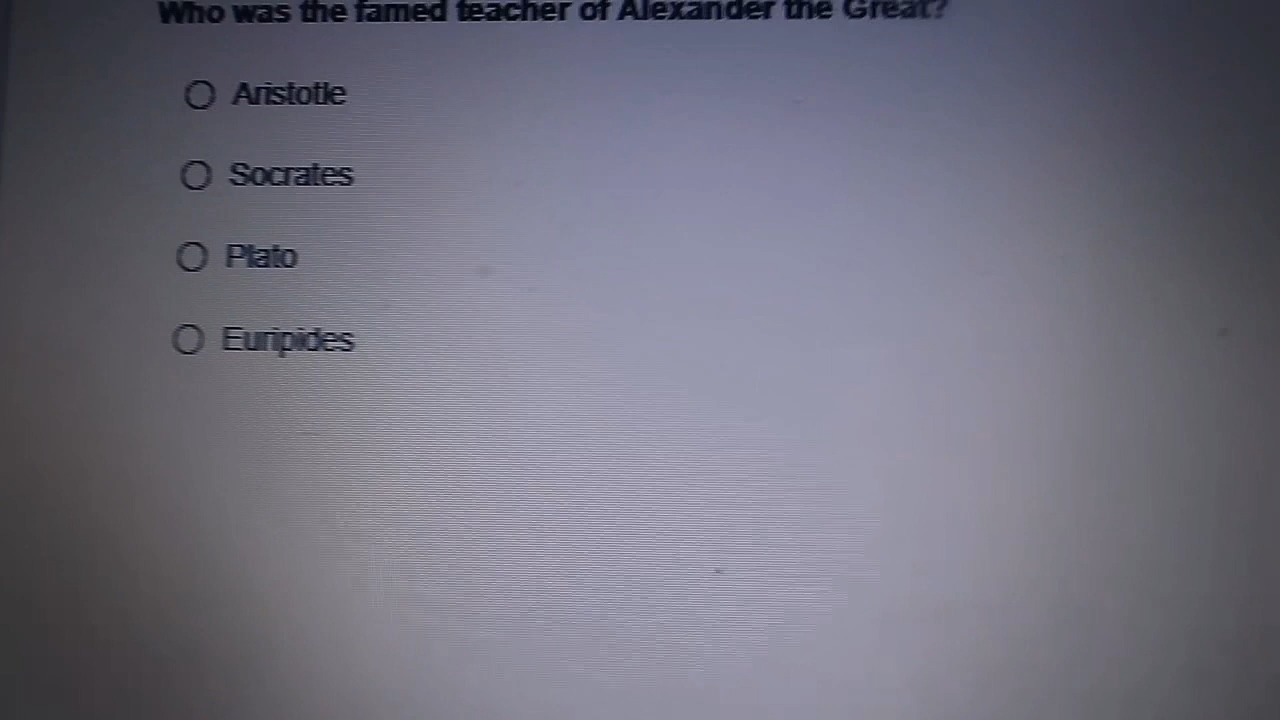 Who was the famed teacher of Alexander the Great?
Aristotle
Socrates
Plato
Euripides